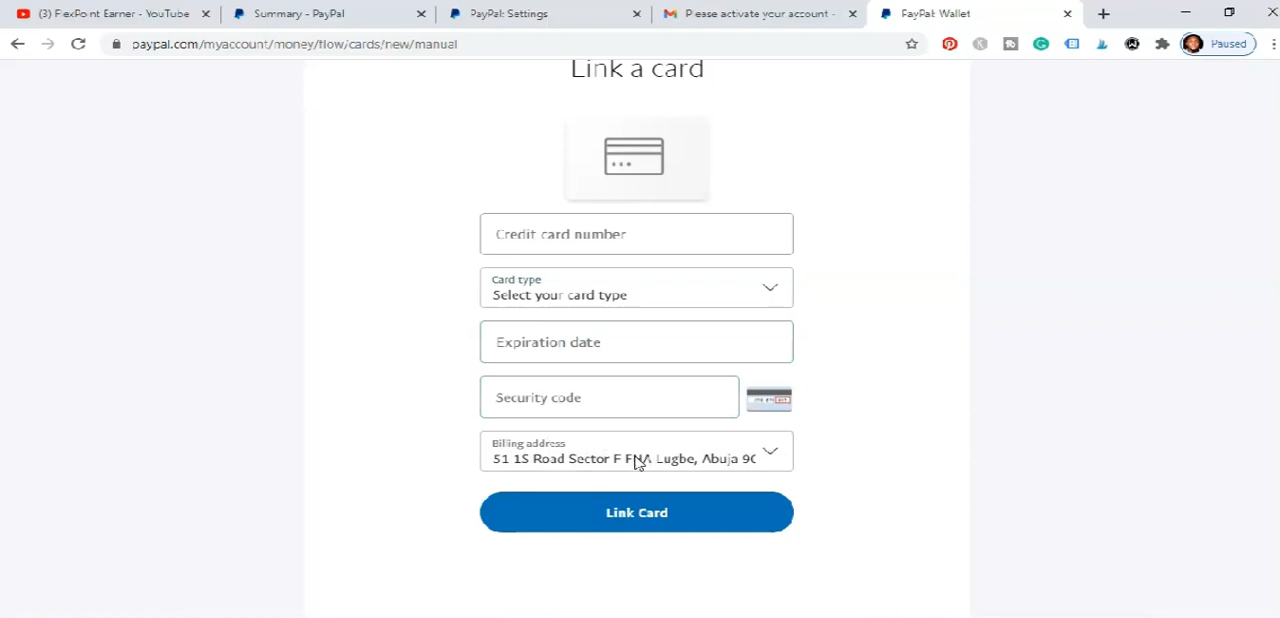 (3) FlexPoint Earner - YouTube
Summary - PayPal
PayPal: Settings
Please activate your account -
PayPal: Wallet
paypal.com/myaccount/money/flow/cards/new/manual
Paused
Link a card
Credit card number
Card type
Select your card type
Expiration date
Security code
Billing address
51 1S Road Sector F FHA Lugbe, Abuja 90
Link Card